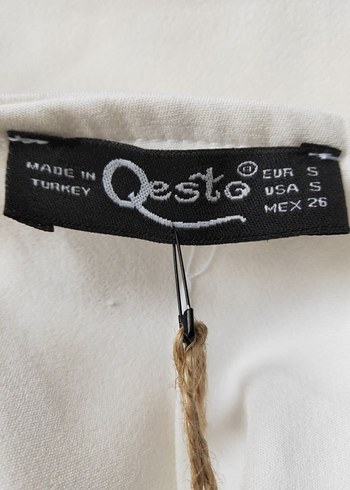 MADE IN
TURKEY
Qesto ®
EUR S
USA S
MEX 26